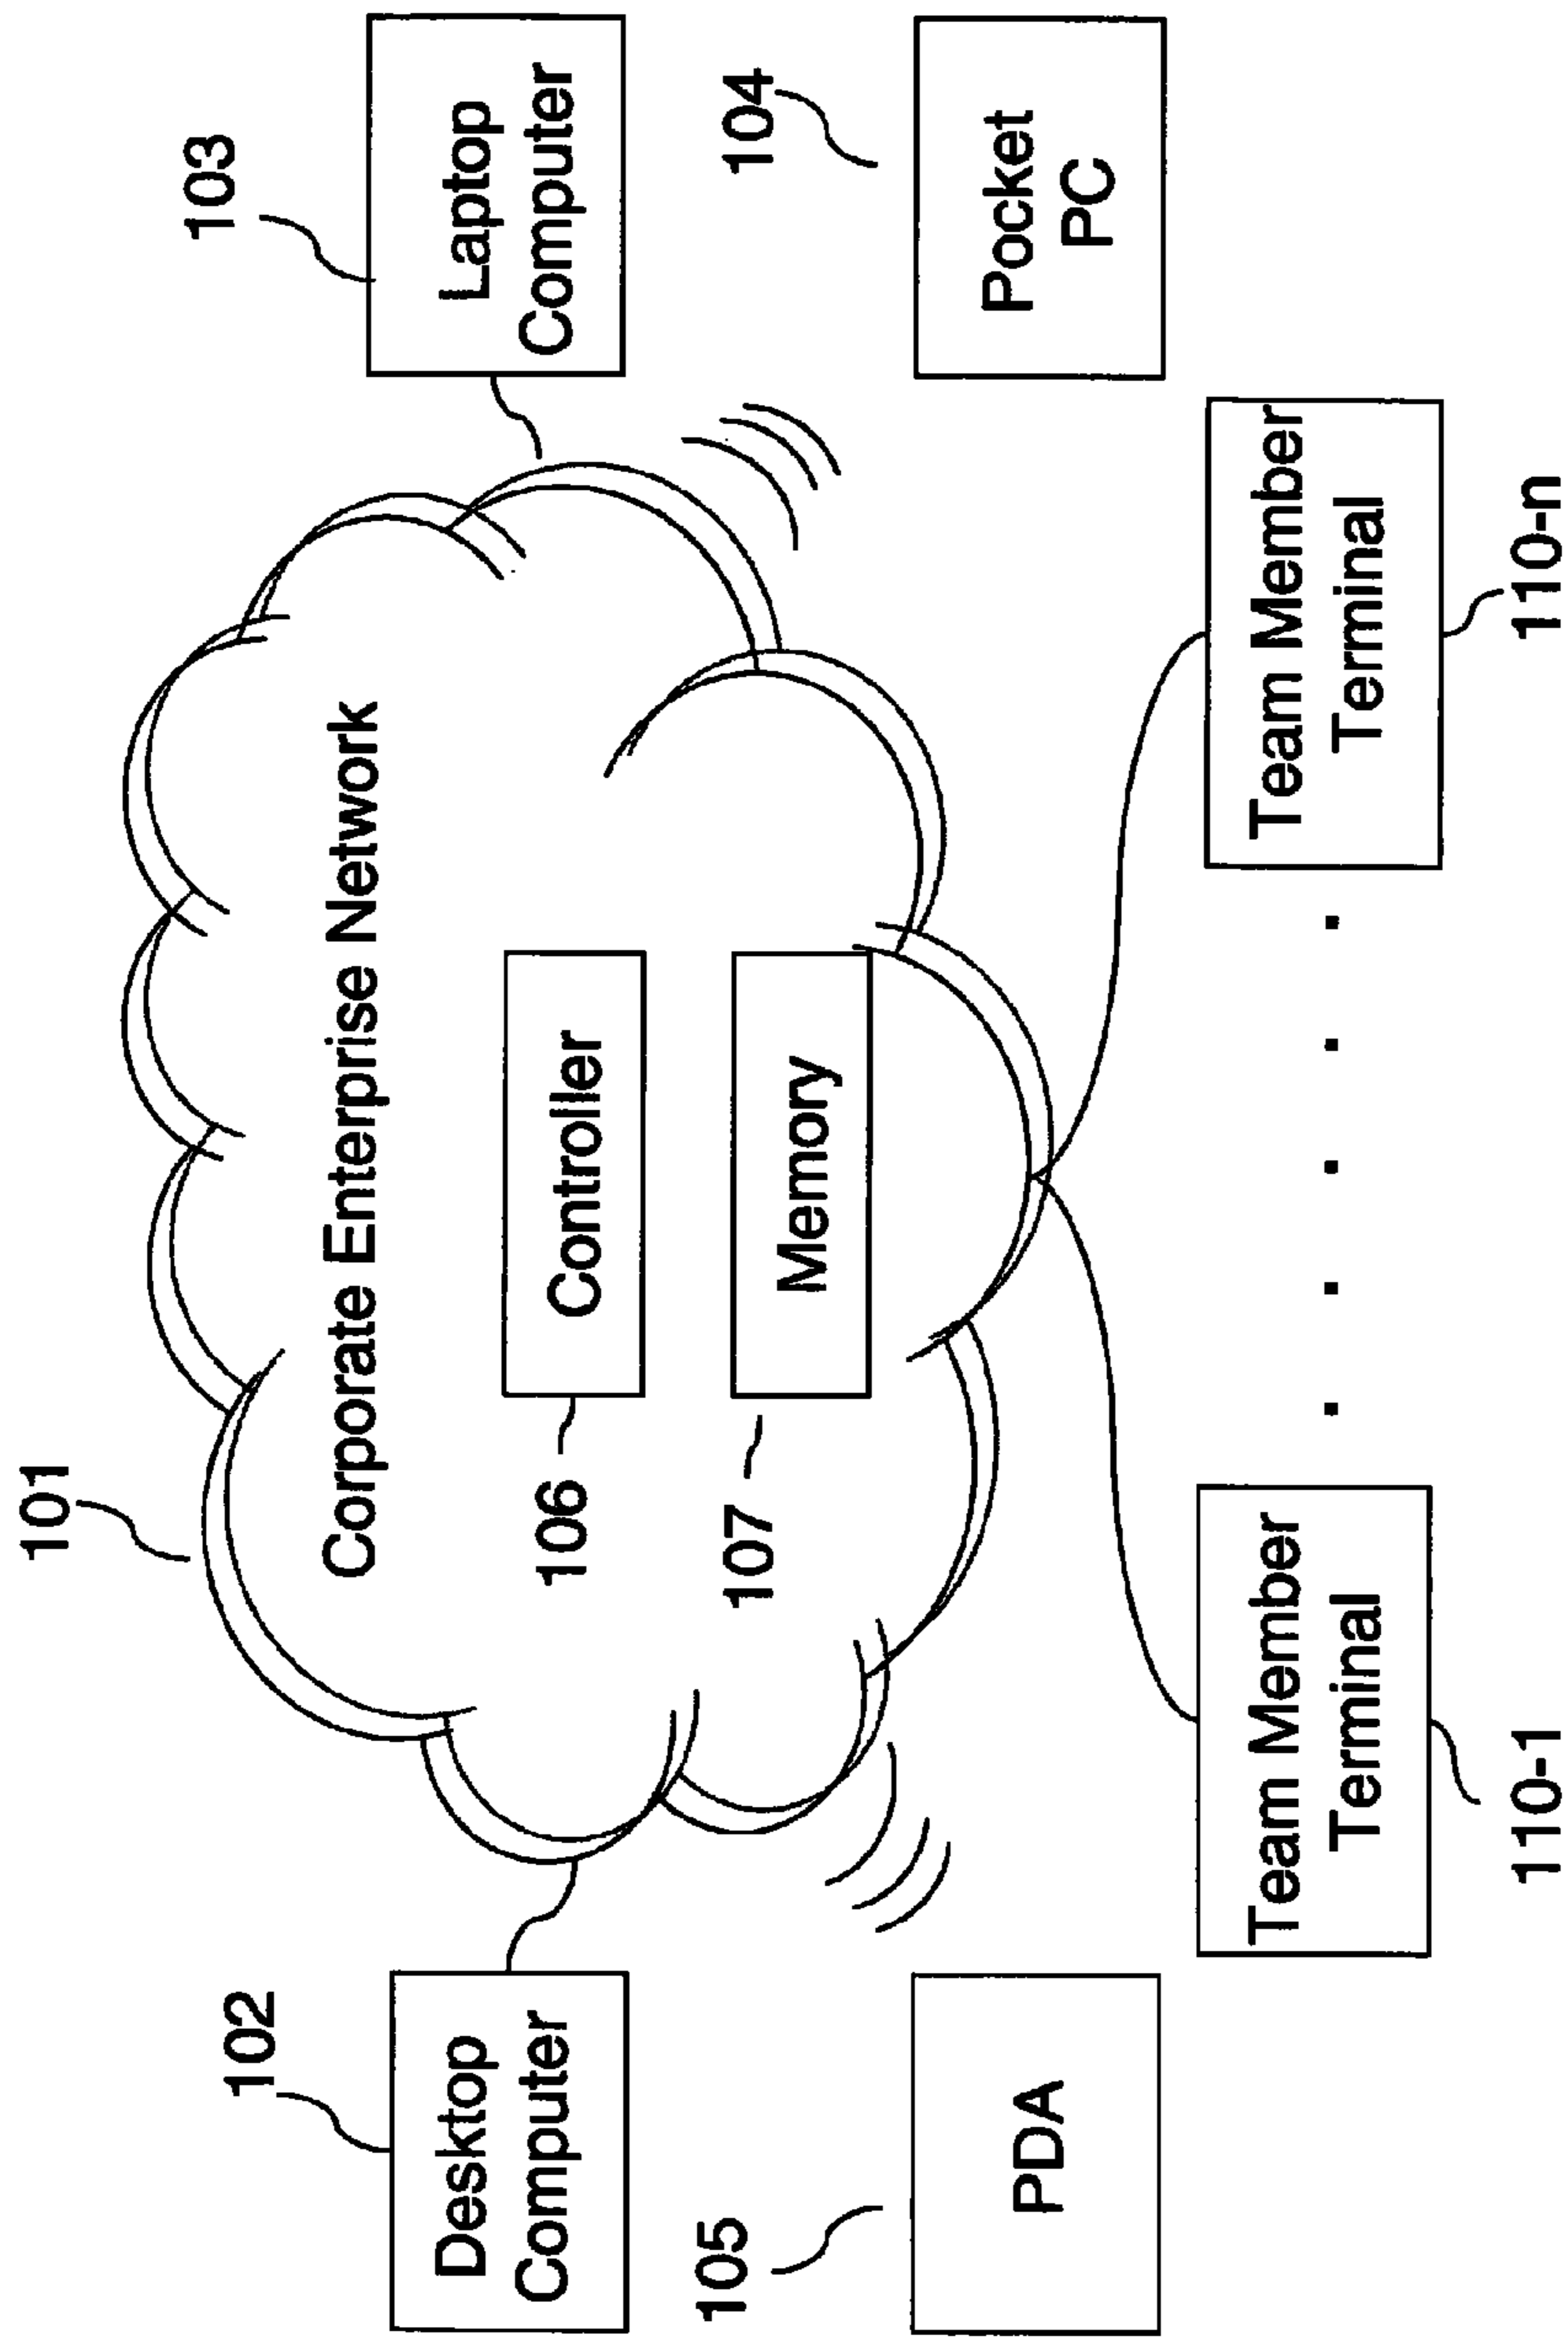 101
Corporate Enterprise Network
102
Desktop
Computer
103
Laptop
Computer
106
Controller
107
Memory
105
PDA
104
Pocket
PC
Team Member
Terminal
110-1
. . . . .
Team Member
Terminal
110-n